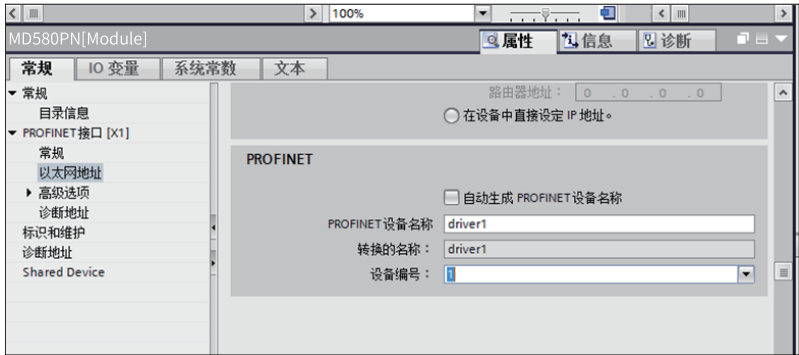 100%
MD580PN[Module]
属性 信息 诊断
常规 IO 变量 系统常数 文本
常规
目录信息
PROFINET接口 [X1]
常规
以太网地址
高级选项
诊断地址
标识和维护
诊断地址
Shared Device
路由器地址： 0 . 0 . 0 . 0
在设备中直接设定 IP 地址。
PROFINET
自动生成 PROFINET设备名称
PROFINET设备名称 driver1
转换的名称： driver1
设备编号： 1